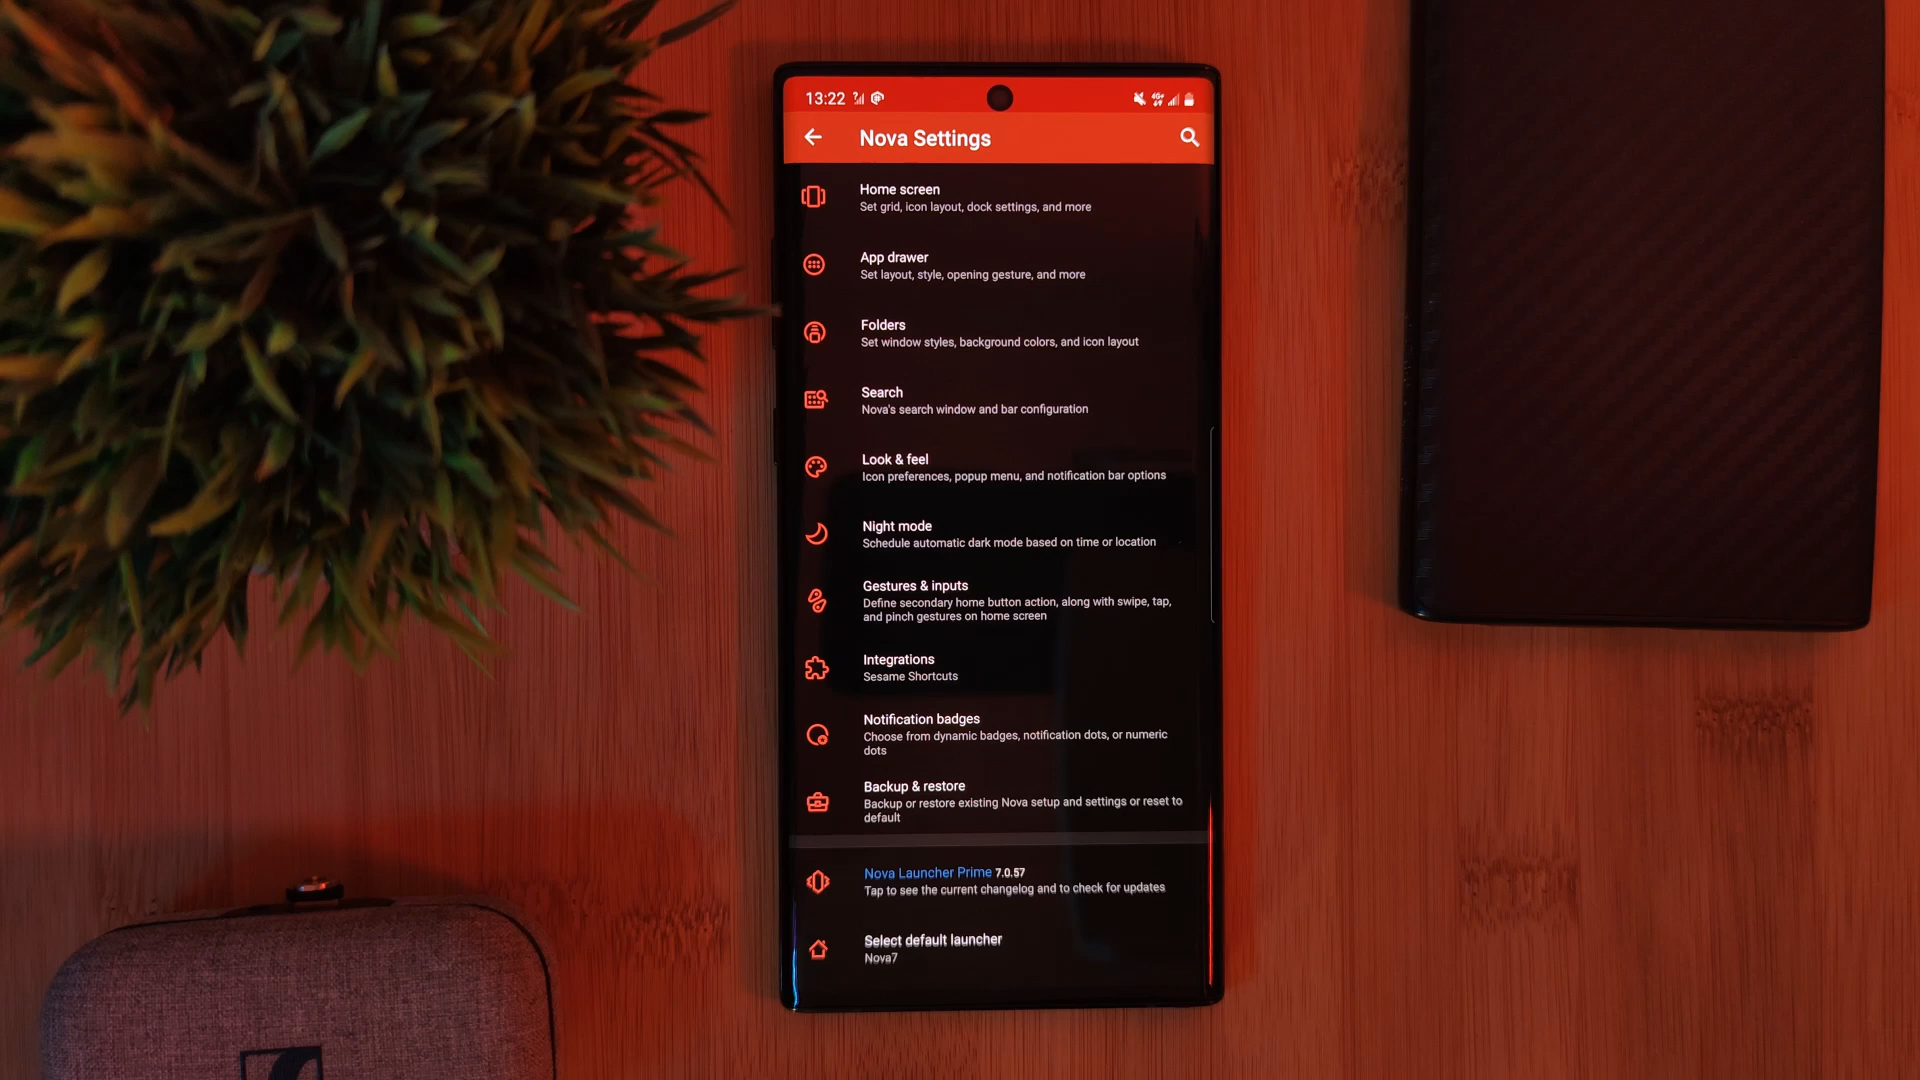 13:22
Nova Settings
Home screen
Set grid, icon layout, dock settings, and more
App drawer
Set layout, style, opening gesture, and more
Folders
Set window styles, background colors, and icon layout
Search
Nova's search window and bar configuration
Look & feel
Icon preferences, popup menu, and notification bar options
Night mode
Schedule automatic dark mode based on time or location
Gestures & inputs
Define secondary home button action, along with swipe, tap,
and pinch gestures on home screen
Integrations
Sesame Shortcuts
Notification badges
Choose from dynamic badges, notification dots, or numeric
dots
Backup & restore
Backup or restore existing Nova setup and settings or reset to
default
Nova Launcher Prime 7.0.57
Tap to see the current changelog and to check for updates
Select default launcher
Nova7